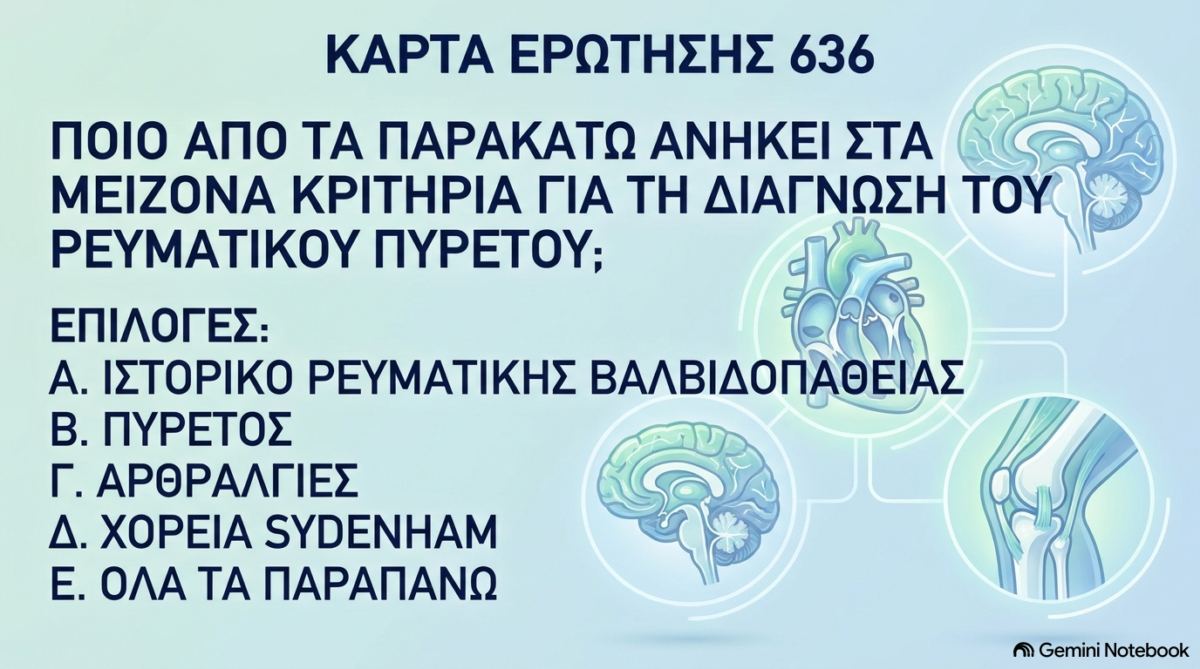 ΚΑΡΤΑ ΕΡΩΤΗΣΗΣ 636
ΠΟΙΟ ΑΠΟ ΤΑ ΠΑΡΑΚΑΤΩ ΑΝΗΚΕΙ ΣΤΑ
ΜΕΙΖΟΝΑ ΚΡΙΤΗΡΙΑ ΓΙΑ ΤΗ ΔΙΑΓΝΩΣΗ ΤΟΥ
ΡΕΥΜΑΤΙΚΟΥ ΠΥΡΕΤΟΥ;
ΕΠΙΛΟΓΕΣ:
Α. ΙΣΤΟΡΙΚΟ ΡΕΥΜΑΤΙΚΗΣ ΒΑΛΒΙΔΟΠΑΘΕΙΑΣ
Β. ΠΥΡΕΤΟΣ
Γ. ΑΡΘΡΑΛΓΙΕΣ
Δ. ΧΟΡΕΙΑ SYDENHAM
Ε. ΟΛΑ ΤΑ ΠΑΡΑΠΑΝΩ
Gemini Notebook